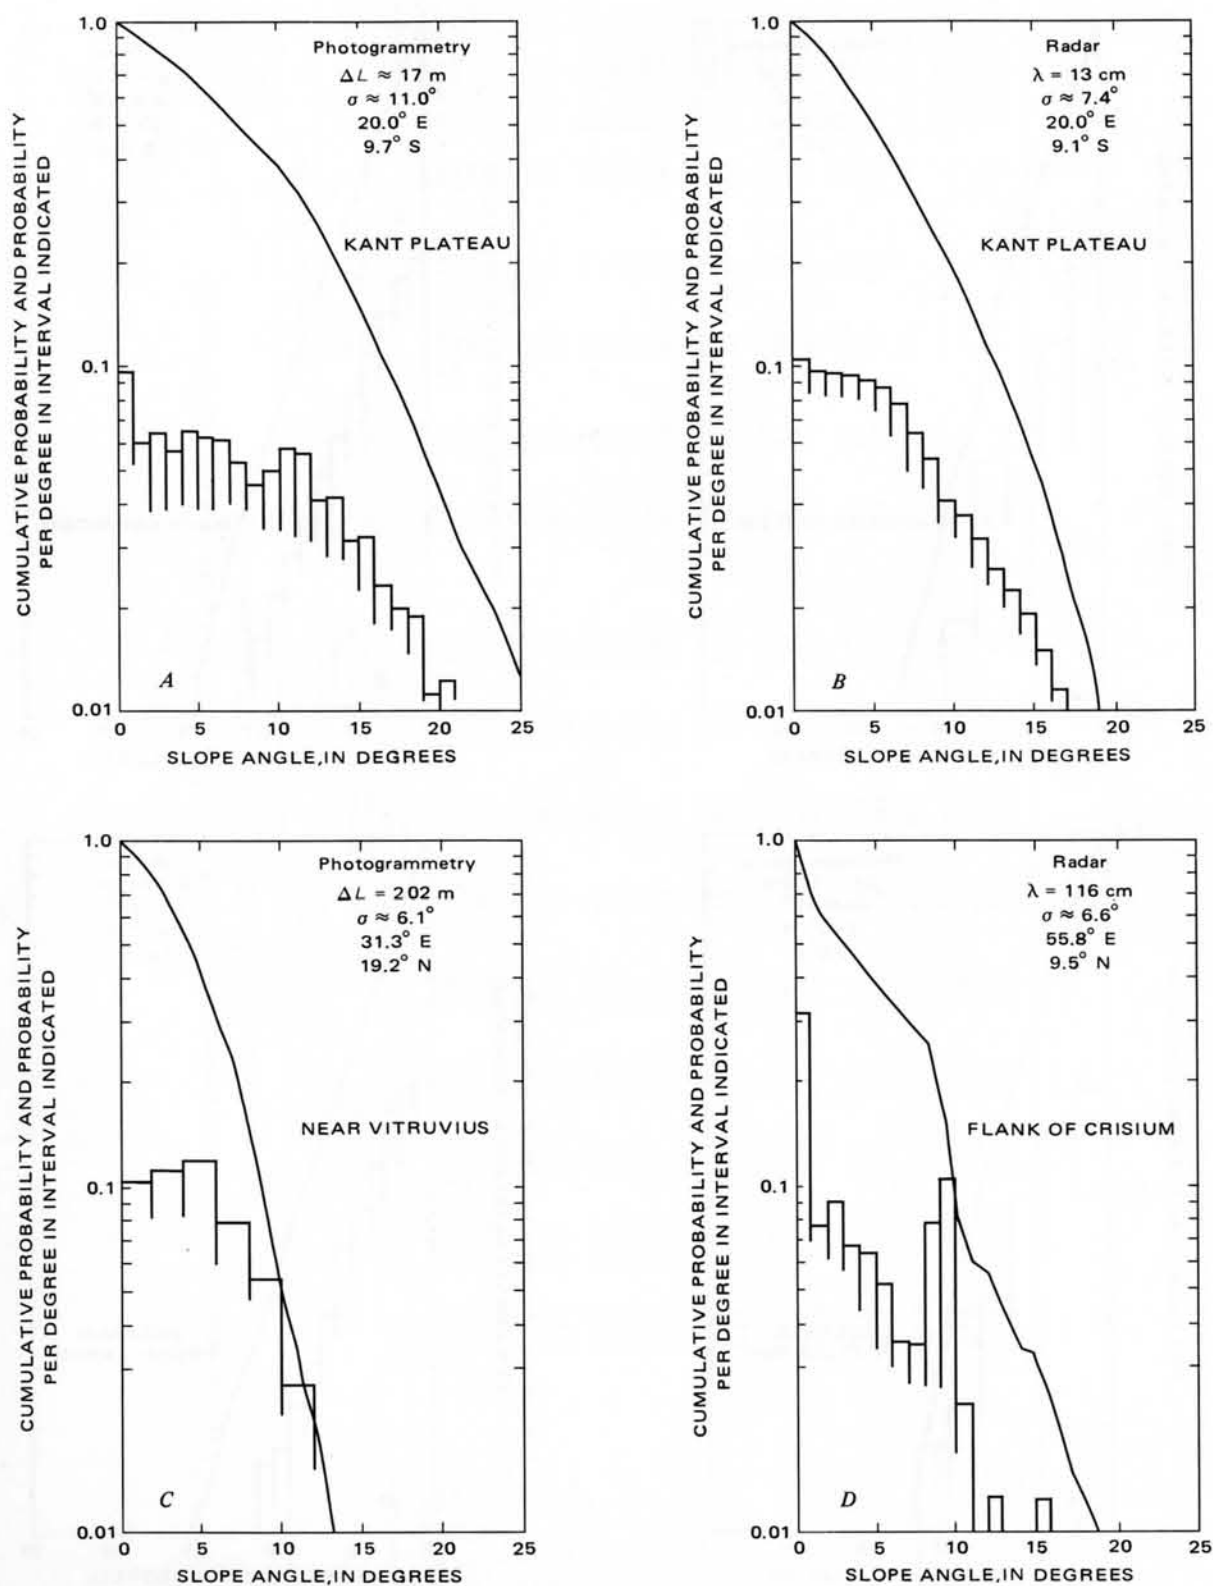 CUMULATIVE PROBABILITY AND PROBABILITY
PER DEGREE IN INTERVAL INDICATED
1.0
0.1
0.01
Photogrammetry
ΔL ≈ 17 m
σ ≈ 11.0°
20.0° E
9.7° S
KANT PLATEAU
A
0 5 10 15 20 25
SLOPE ANGLE, IN DEGREES
CUMULATIVE PROBABILITY AND PROBABILITY
PER DEGREE IN INTERVAL INDICATED
1.0
0.1
0.01
Radar
λ = 13 cm
σ ≈ 7.4°
20.0° E
9.1° S
KANT PLATEAU
B
0 5 10 15 20 25
SLOPE ANGLE, IN DEGREES
CUMULATIVE PROBABILITY AND PROBABILITY
PER DEGREE IN INTERVAL INDICATED
1.0
0.1
0.01
Photogrammetry
ΔL = 202 m
σ ≈ 6.1°
31.3° E
19.2° N
NEAR VITRUVIUS
C
0 5 10 15 20 25
SLOPE ANGLE, IN DEGREES
CUMULATIVE PROBABILITY AND PROBABILITY
PER DEGREE IN INTERVAL INDICATED
1.0
0.1
0.01
Radar
λ = 116 cm
σ ≈ 6.6°
55.8° E
9.5° N
FLANK OF CRISIUM
D
0 5 10 15 20 25
SLOPE ANGLE, IN DEGREES